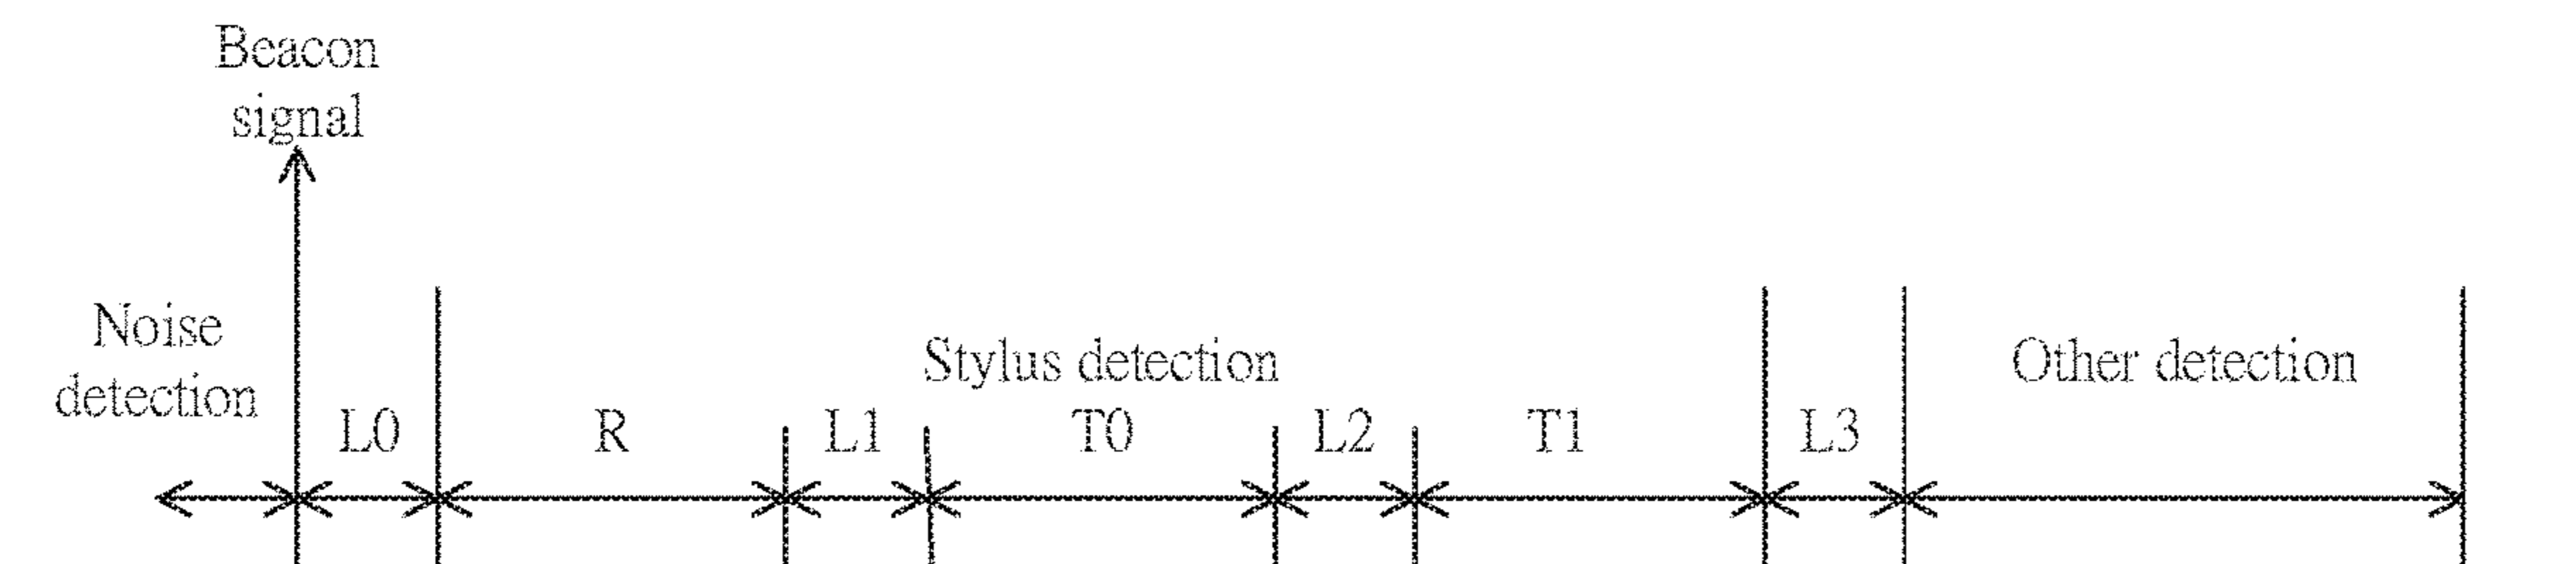 Beacon
signal
Noise
detection
Stylus detection
Other detection
L0
R
L1
T0
L2
T1
L3